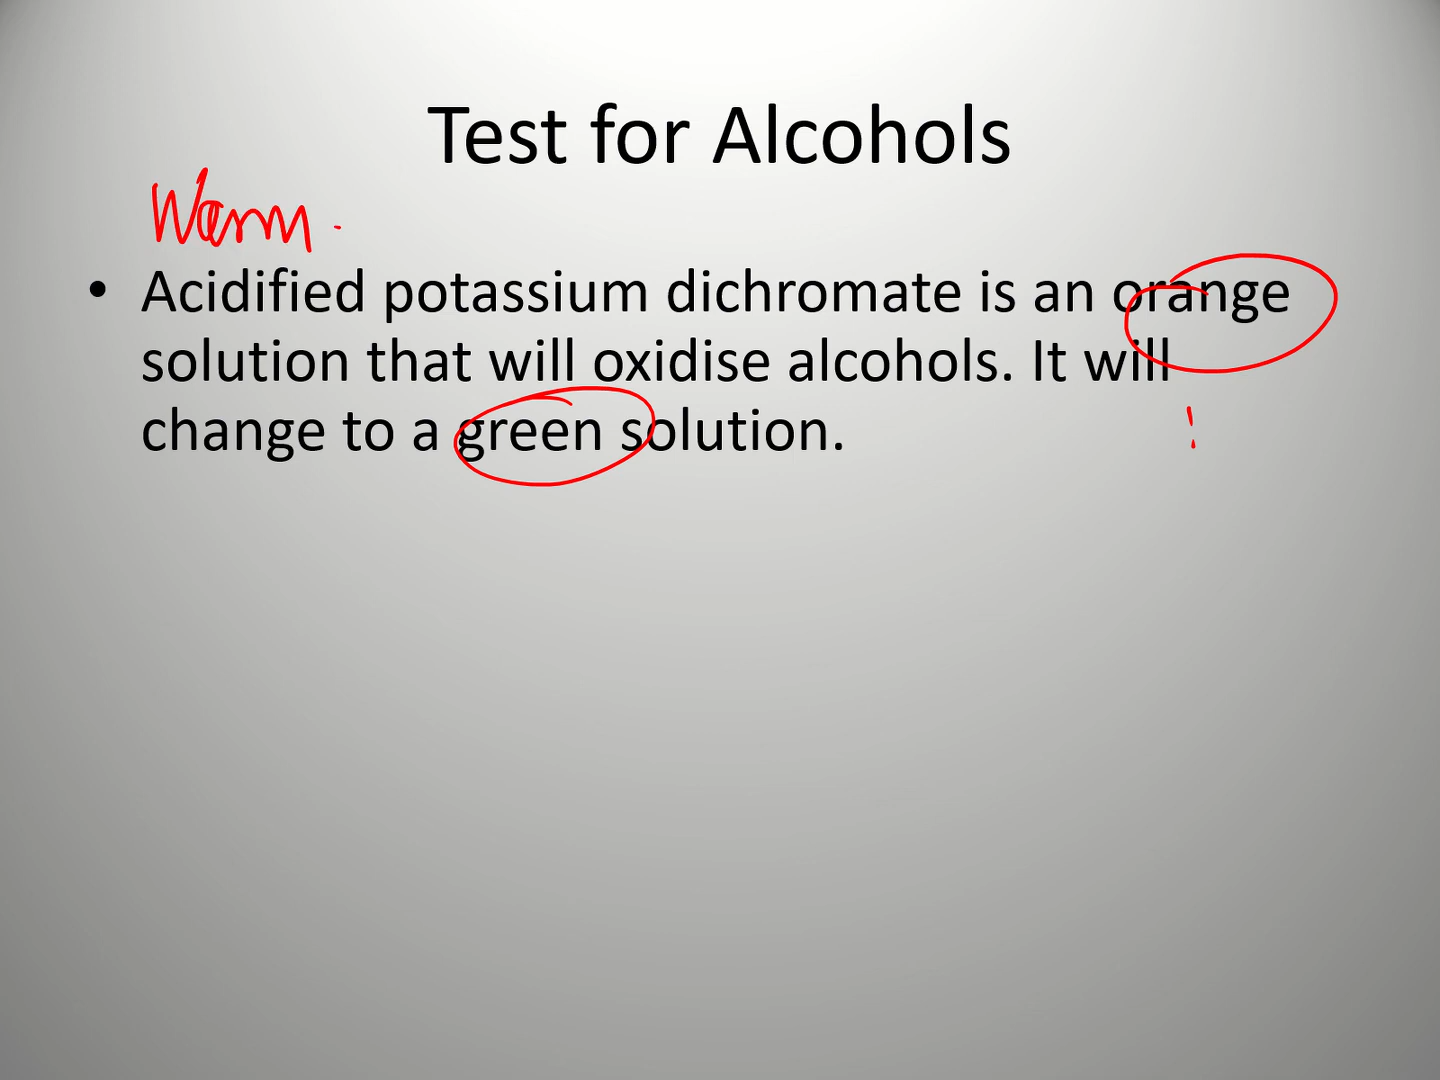 Test for Alcohols
Warm.
• Acidified potassium dichromate is an orange
solution that will oxidise alcohols. It will
change to a green solution.
!